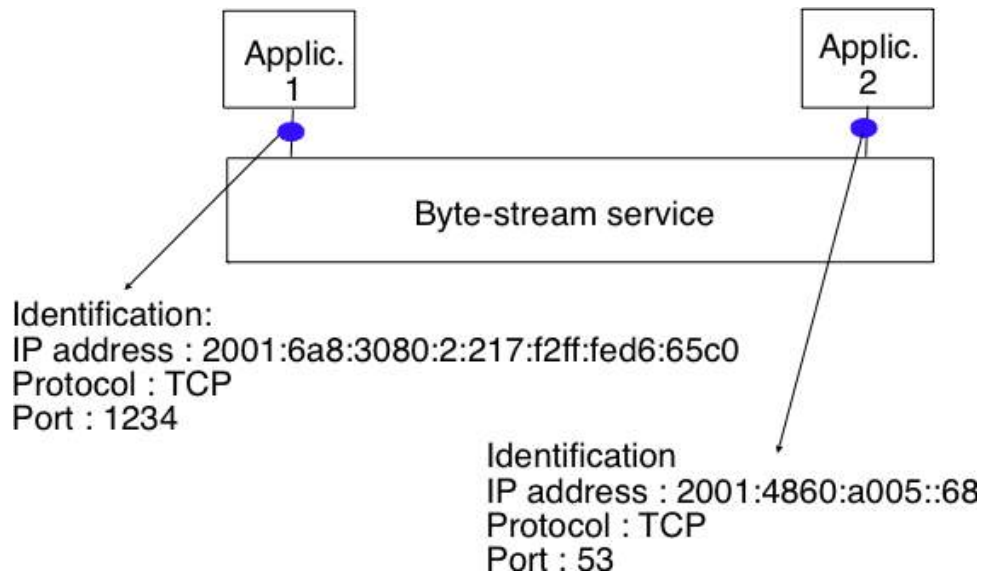 Applic.
1
Applic.
2
Byte-stream service
Identification:
IP address : 2001:6a8:3080:2:217:f2ff:fed6:65c0
Protocol : TCP
Port : 1234
Identification
IP address : 2001:4860:a005::68
Protocol : TCP
Port : 53